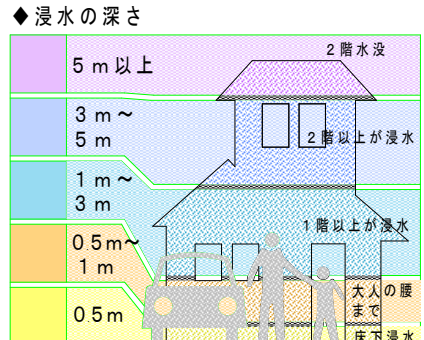 ◆浸水の深さ
2階水没
5m以上
3m～
5m
2階以上が浸水
1m～
3m
1階以上が浸水
0.5m～
1m
大人の腰
まで
0.5m
床下浸水